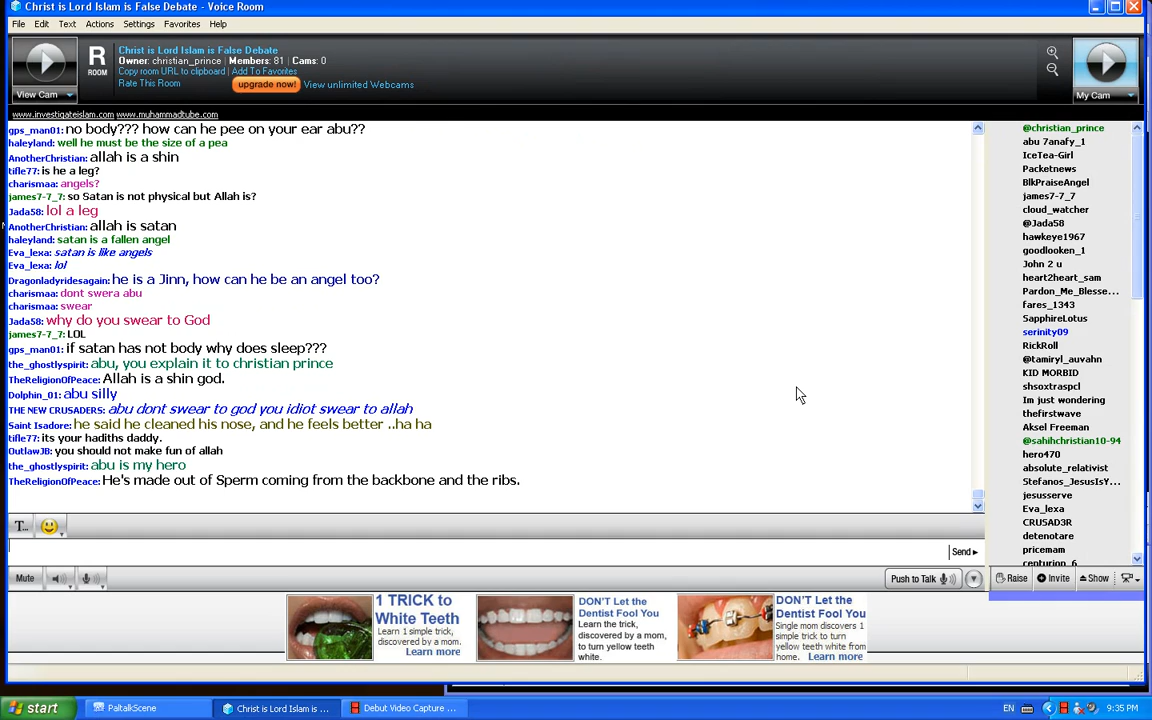 Christ is Lord Islam is False Debate - Voice Room
File Edit Text Actions Settings Favorites Help
View Cam
R
ROOM
Christ is Lord Islam is False Debate
Owner: christian_prince | Members: 81 | Cams: 0
Copy room URL to clipboard | Add To Favorites
Rate This Room
upgrade now! View unlimited Webcams
My Cam
www.investigateislam.com www.muhammadtube.com
gps_man01: no body??? how can he pee on your ear abu??
haleyland: well he must be the size of a pea
AnotherChristian: allah is a shin
tifle77: is he a leg?
charismaa: angels?
james7-7_7: so Satan is not physical but Allah is?
Jada58: lol a leg
AnotherChristian: allah is satan
haleyland: satan is a fallen angel
Eva_lexa: satan is like angels
Eva_lexa: lol
Dragonladyridesagain: he is a Jinn, how can he be an angel too?
charismaa: dont swera abu
charismaa: swear
Jada58: why do you swear to God
james7-7_7: LOL
gps_man01: if satan has not body why does sleep???
the_ghostlyspirit: abu, you explain it to christian prince
TheReligionOfPeace: Allah is a shin god.
Dolphin_01: abu silly
THE NEW CRUSADERS: abu dont swear to god you idiot swear to allah
Saint Isadore: he said he cleaned his nose, and he feels better ..ha ha
tifle77: its your hadiths daddy.
OutlawJB: you should not make fun of allah
the_ghostlyspirit: abu is my hero
TheReligionOfPeace: He's made out of Sperm coming from the backbone and the ribs.
@christian_prince
abu 7anafy_1
IceTea-Girl
Packetnews
BlkPraiseAngel
james7-7_7
cloud_watcher
@Jada58
hawkeye1967
goodlooken_1
John 2 u
heart2heart_sam
Pardon_Me_Blesse...
fares_1343
SapphireLotus
serinity09
RickRoll
@tamiryl_auvahn
KID MORBID
shsoxtraspcl
Im just wondering
thefirstwave
Aksel Freeman
@sahihchristian10-94
hero470
absolute_relativist
Stefanos_JesusIsY...
jesusserve
Eva_lexa
CRUSAD3R
detenotare
pricemam
centurion_6
T...
Send
Mute
Push to Talk
Raise Invite Show
1 TRICK to
White Teeth
Learn 1 simple trick,
discovered by a mom.
Learn more
DON'T Let the
Dentist Fool You
Learn the trick,
discovered by a mom,
to turn yellow teeth
white.
DON'T Let the
Dentist Fool You
Single mom discovers 1
simple trick to turn
yellow teeth white from
home. Learn more
start PaltalkScene Christ is Lord Islam is ... Debut Video Capture ... EN 9:35 PM